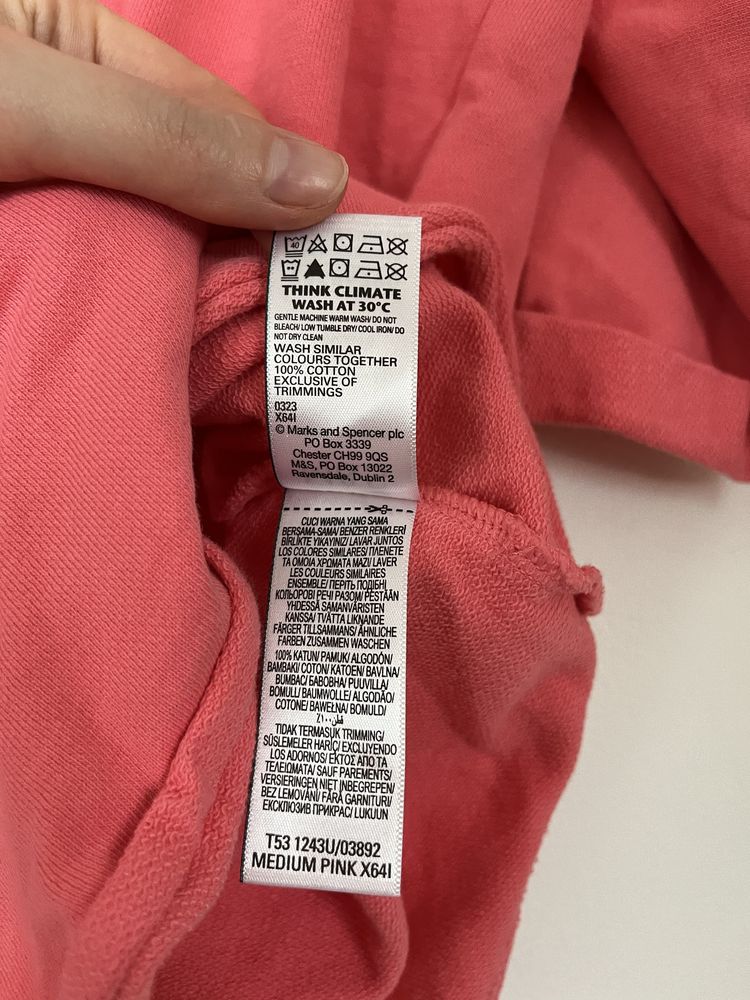 40
THINK CLIMATE
WASH AT 30°C
GENTLE MACHINE WARM WASH/ DO NOT
BLEACH/ LOW TUMBLE DRY/ COOL IRON/ DO
NOT DRY CLEAN
WASH SIMILAR
COLOURS TOGETHER
100% COTTON
EXCLUSIVE OF
TRIMMINGS
0323
X64I
© Marks and Spencer plc
PO Box 3339
Chester CH99 9QS
M&S, PO Box 13022
Ravensdale, Dublin 2
CUCI WARNA YANG SAMA
BERSAMA-SAMA/ BENZER RENKLERİ
BİRLİKTE YIKAYINIZ/ LAVAR JUNTOS
LOS COLORES SIMILARES/ ΠΛΕΝΕΤΕ
ΤΑ ΟΜΟΙΑ ΧΡΩΜΑΤΑ ΜΑΖΙ/ LAVER
LES COULEURS SIMILAIRES
ENSEMBLE/ ПЕРІТЬ ПОДІБНІ
КОЛЬОРОВІ РЕЧІ РАЗОМ/ PESTÄÄN
YHDESSÄ SAMANVÄRISTEN
KANSSA/ TVÄTTA LIKNANDE
FÄRGER TILLSAMMANS/ ÄHNLICHE
FARBEN ZUSAMMEN WASCHEN
100% KATUN/ PAMUK/ ALGODÓN/
ΒΑΜΒΑΚΙ/ COTON/ KATOEN/ BAVLNA/
BUMBAC/ БАВОВНА/ PUUVILLA/
BOMULL/ BAUMWOLLE/ ALGODÃO/
COTONE/ BAWEŁNA/ BOMULD/
قطن ١٠٠٪
TIDAK TERMASUK TRIMMING/
SÜSLEMELER HARİÇ/ EXCLUYENDO
LOS ADORNOS/ ΕΚΤΟΣ ΑΠΟ ΤΑ
ΤΕΛΕΙΩΜΑΤΑ/ SAUF PAREMENTS/
VERSIERINGEN NIET INBEGREPEN/
BEZ LEMOVÁNÍ/ FĂRĂ GARNITURI/
ЕКСКЛЮЗИВ ПРИКРАС/ LUKUUN
T53 1243U/03892
MEDIUM PINK X64I